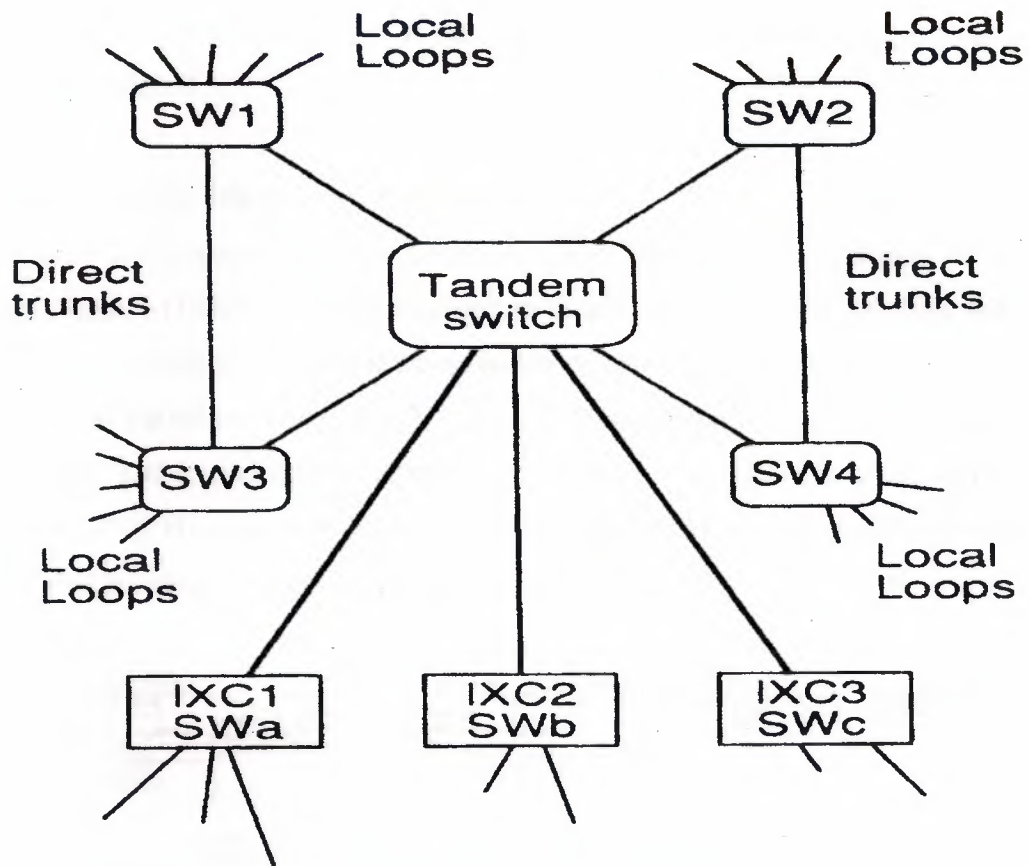 Local
Loops
Local
Loops
SW1
SW2
Direct
trunks
Tandem
switch
Direct
trunks
SW3
SW4
Local
Loops
Local
Loops
IXC1
SWa
IXC2
SWb
IXC3
SWc